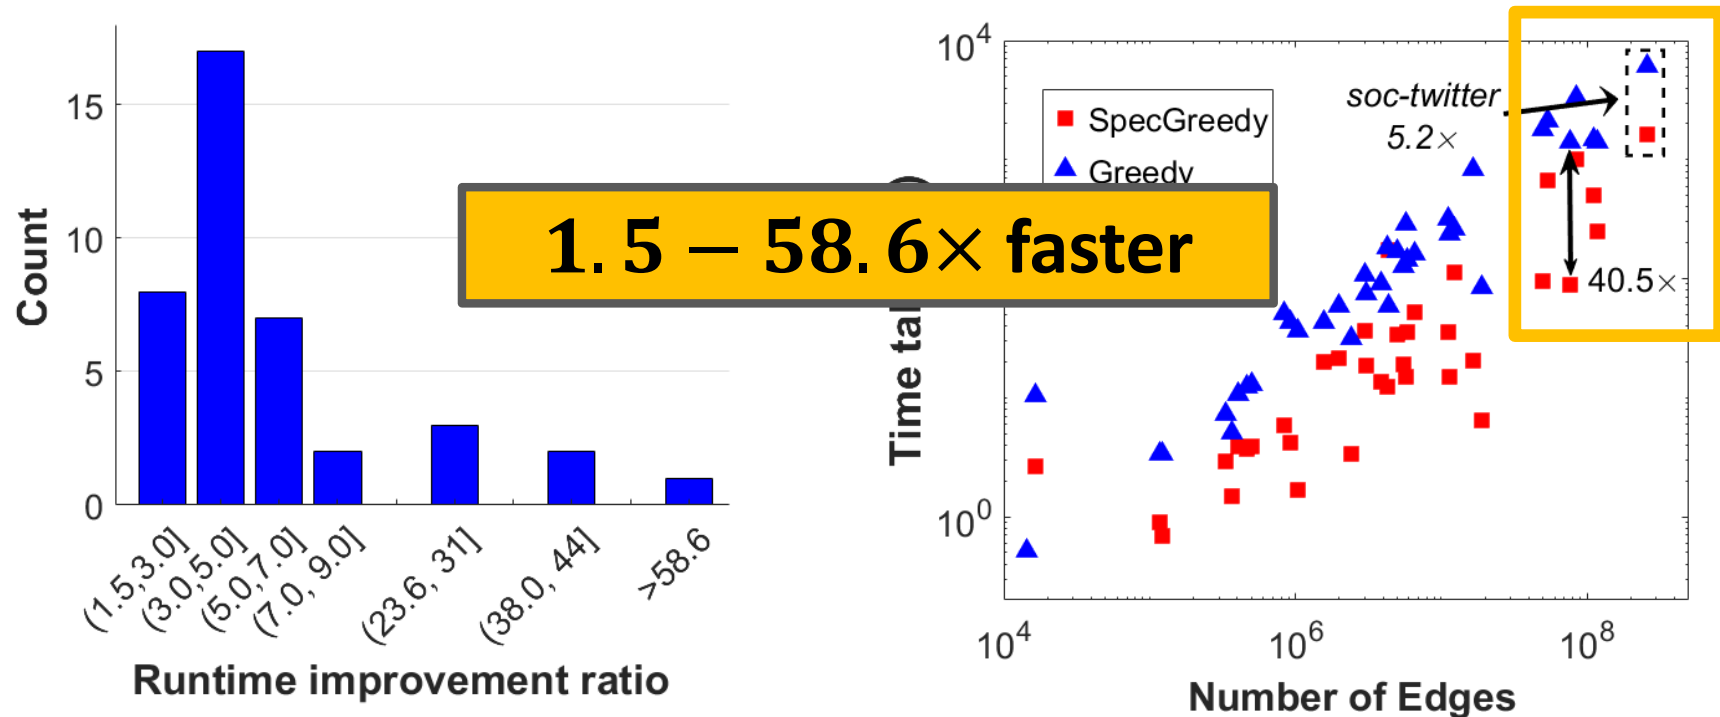 15
10
5
0
Count
(1.5,3.0]
(3.0,5.0]
(5.0,7.0]
(7.0, 9.0]
(23.6, 31]
(38.0, 44]
>58.6
Runtime improvement ratio
1.5 – 58.6× faster
10^4
10^0
Time
SpecGreedy
Greedy
soc-twitter
5.2×
40.5×
10^4
10^6
10^8
Number of Edges